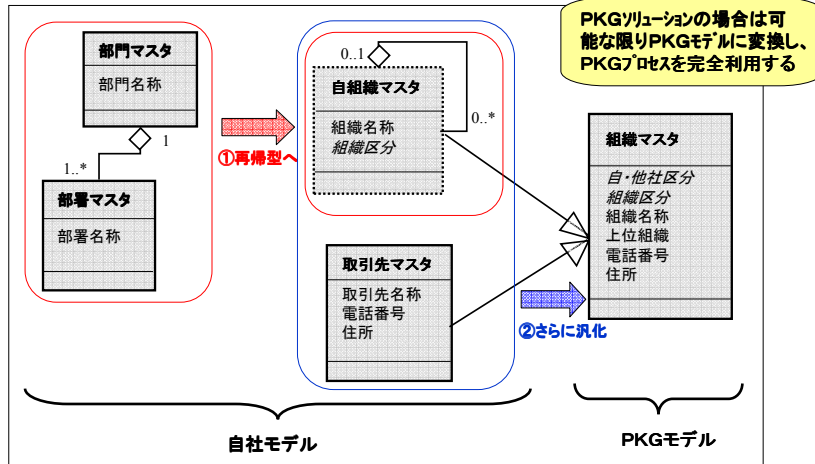 PKGソリューションの場合は可
能な限りPKGモデルに変換し、
PKGプロセスを完全利用する
部門マスタ
部門名称
1
1..*
部署マスタ
部署名称
①再帰型へ
0..1
自組織マスタ
組織名称
組織区分
0..*
取引先マスタ
取引先名称
電話番号
住所
②さらに汎化
組織マスタ
自・他社区分
組織区分
組織名称
上位組織
電話番号
住所
自社モデル
PKGモデル